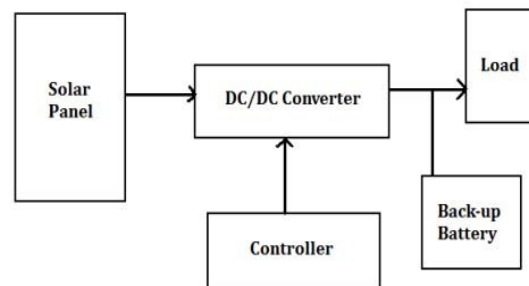 Solar
Panel
DC/DC Converter
Load
Back-up
Battery
Controller